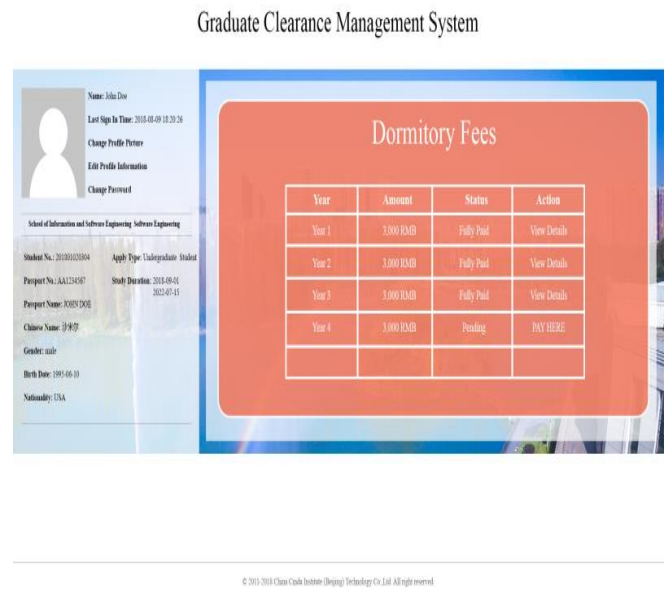 Graduate Clearance Management System
Name: John Doe
Last Sign In Time: 2018-08-09 18:20:26
Change Profile Picture
Edit Profile Information
Change Password
School of Information and Software Engineering Software Engineering
Student No.: Apply Type: Undergraduate Student
Passport No.: AA1234567 Study Duration: 2018-09-01
2022-07-15
Passport Name: JOHN DOE
Chinese Name: 沙米尔
Gender: male
Birth Date: 1995-06-10
Nationality: USA
Dormitory Fees
Year Amount Status Action
Year 1 3,000 RMB Fully Paid View Details
Year 2 3,000 RMB Fully Paid View Details
Year 3 3,000 RMB Fully Paid View Details
Year 4 3,000 RMB Pending PAY HERE
© 2011-2018 Institute (Beijing) Technology Co.,Ltd. All right reserved.